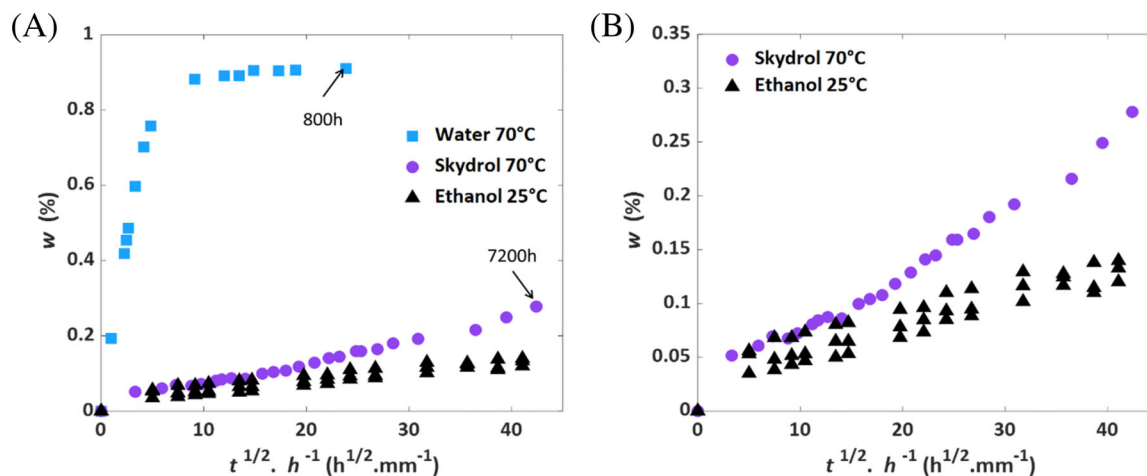 (A)
1
0.8
0.6
0.4
0.2
0
w (%)
800h
Water 70°C
Skydrol 70°C
Ethanol 25°C
7200h
0 10 20 30 40
t 1/2. h -1 (h1/2.mm-1)
(B)
0.35
0.3
0.25
0.2
0.15
0.1
0.05
0
w (%)
Skydrol 70°C
Ethanol 25°C
0 10 20 30 40
t 1/2. h -1 (h1/2.mm-1)